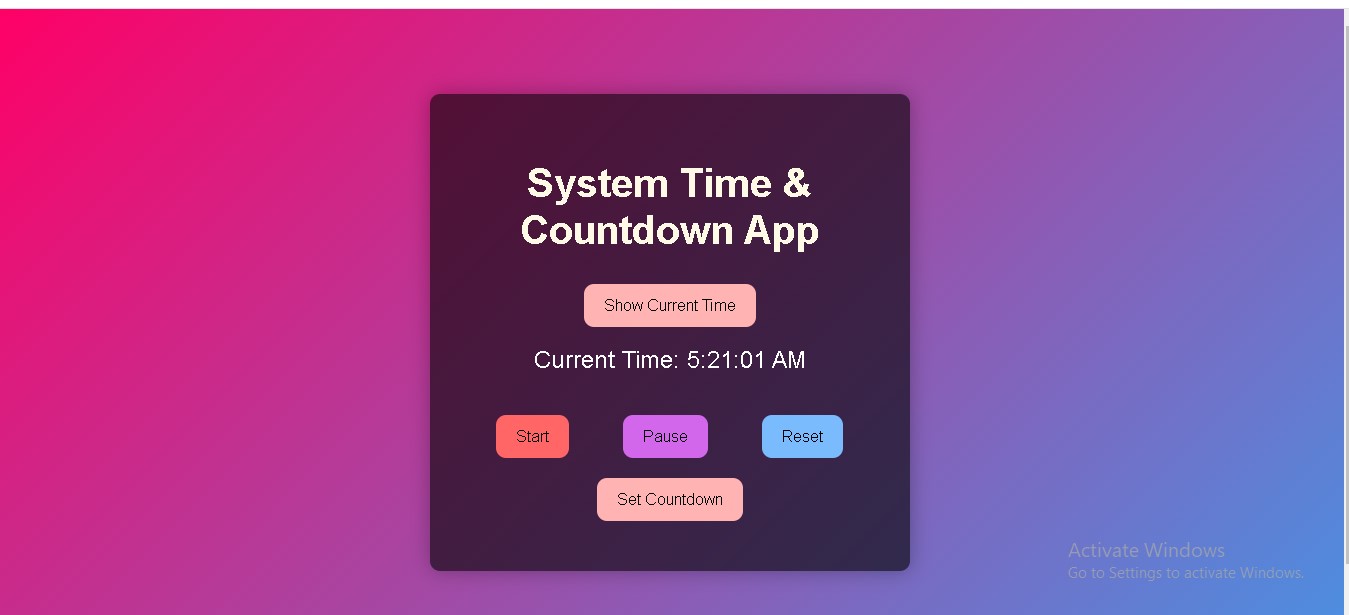 System Time &
Countdown App
Show Current Time
Current Time: 5:21:01 AM
Start Pause Reset
Set Countdown
Activate Windows
Go to Settings to activate Windows.